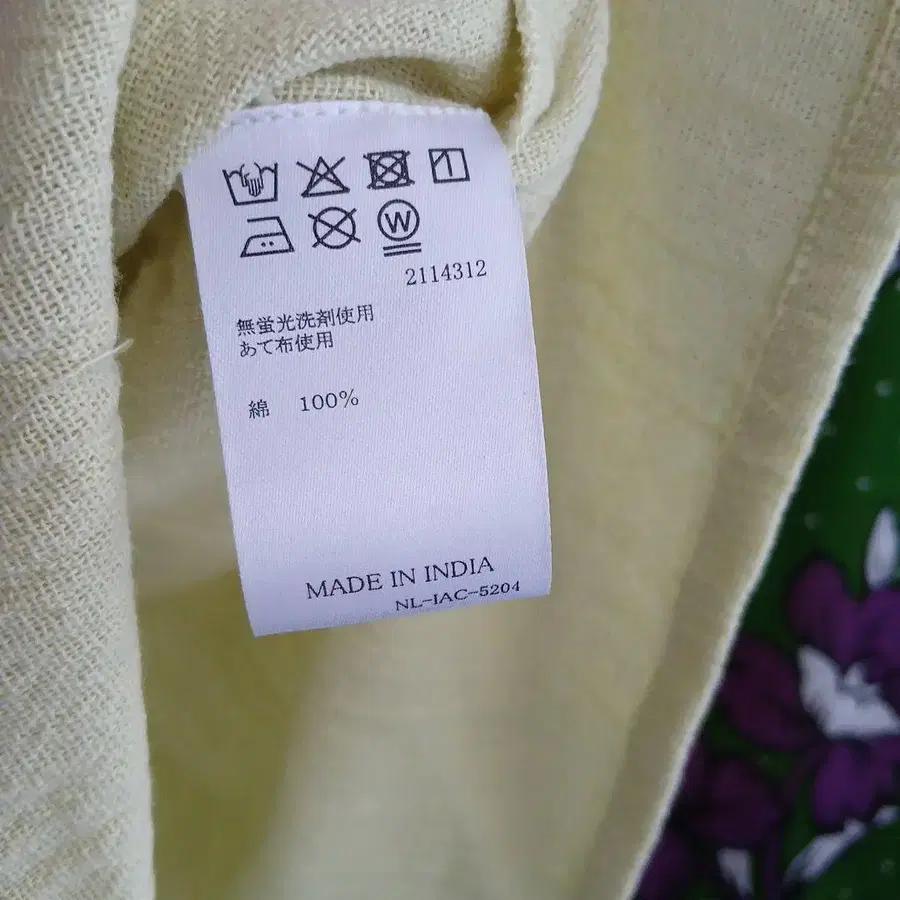 W
2114312
無蛍光洗剤使用
あて布使用
綿 100%
MADE IN INDIA
NL-IAC-5204